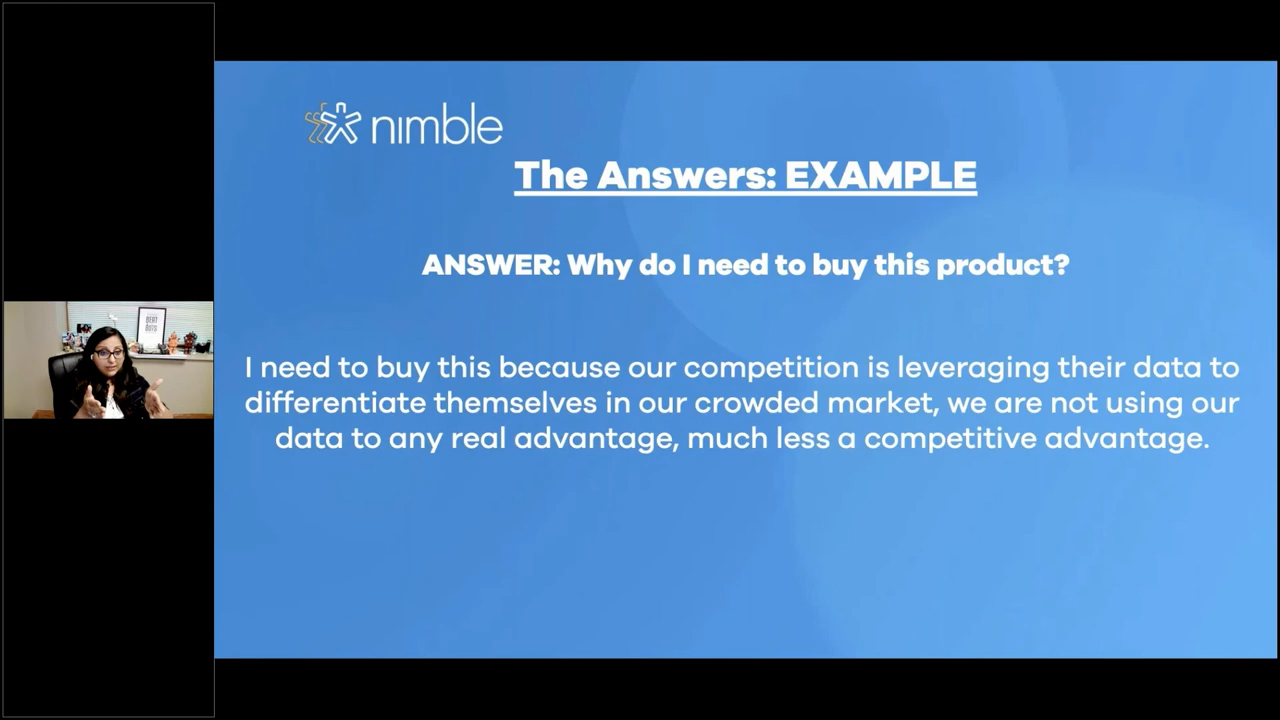 nimble
The Answers: EXAMPLE
ANSWER: Why do I need to buy this product?
I need to buy this because our competition is leveraging their data to
differentiate themselves in our crowded market, we are not using our
data to any real advantage, much less a competitive advantage.